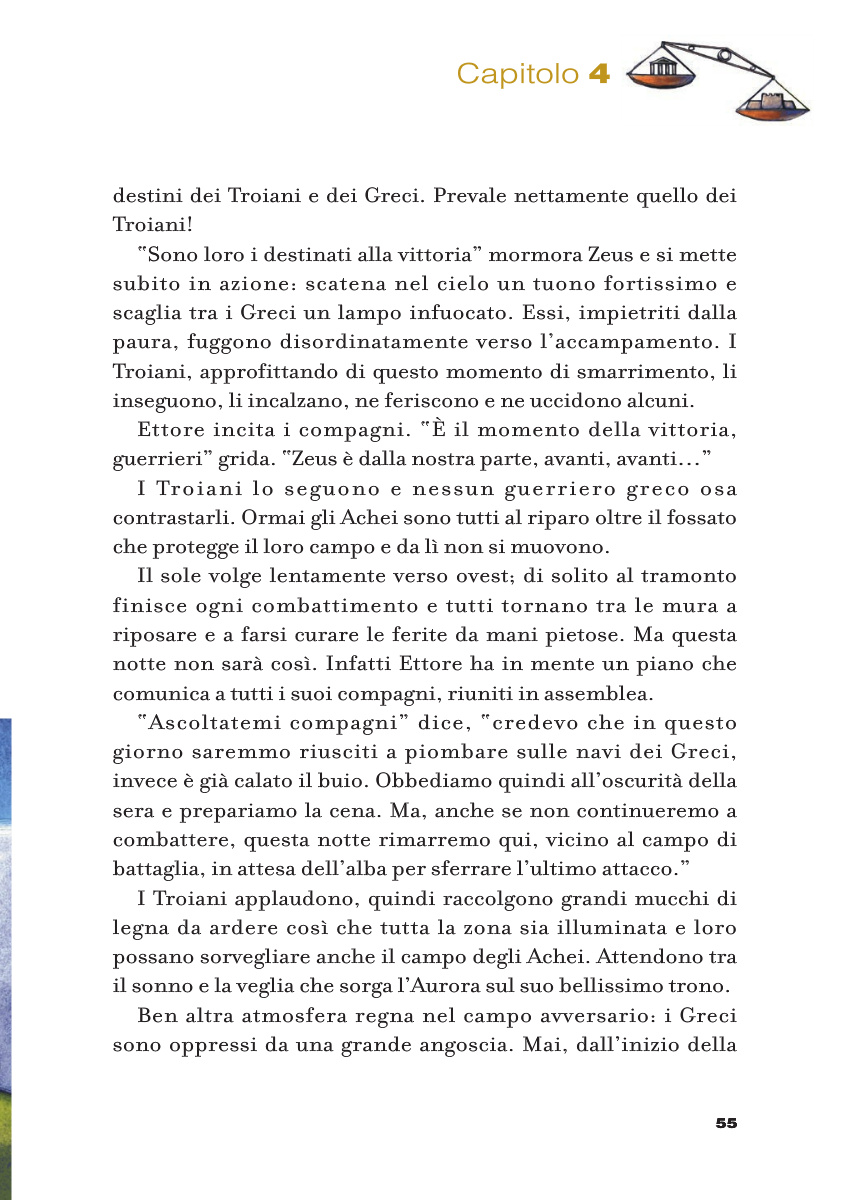 Capitolo 4
destini dei Troiani e dei Greci. Prevale nettamente quello dei
Troiani!
“Sono loro i destinati alla vittoria” mormora Zeus e si mette
subito in azione: scatena nel cielo un tuono fortissimo e
scaglia tra i Greci un lampo infuocato. Essi, impietriti dalla
paura, fuggono disordinatamente verso l’accampamento. I
Troiani, approfittando di questo momento di smarrimento, li
inseguono, li incalzano, ne feriscono e ne uccidono alcuni.
Ettore incita i compagni. “È il momento della vittoria,
guerrieri” grida. “Zeus è dalla nostra parte, avanti, avanti...”
I Troiani lo seguono e nessun guerriero greco osa
contrastarli. Ormai gli Achei sono tutti al riparo oltre il fossato
che protegge il loro campo e da lì non si muovono.
Il sole volge lentamente verso ovest; di solito al tramonto
finisce ogni combattimento e tutti tornano tra le mura a
riposare e a farsi curare le ferite da mani pietose. Ma questa
notte non sarà così. Infatti Ettore ha in mente un piano che
comunica a tutti i suoi compagni, riuniti in assemblea.
“Ascoltatemi compagni” dice, “credevo che in questo
giorno saremmo riusciti a piombare sulle navi dei Greci,
invece è già calato il buio. Obbediamo quindi all’oscurità della
sera e prepariamo la cena. Ma, anche se non continueremo a
combattere, questa notte rimarremo qui, vicino al campo di
battaglia, in attesa dell’alba per sferrare l’ultimo attacco.”
I Troiani applaudono, quindi raccolgono grandi mucchi di
legna da ardere così che tutta la zona sia illuminata e loro
possano sorvegliare anche il campo degli Achei. Attendono tra
il sonno e la veglia che sorga l’Aurora sul suo bellissimo trono.
Ben altra atmosfera regna nel campo avversario: i Greci
sono oppressi da una grande angoscia. Mai, dall’inizio della
55